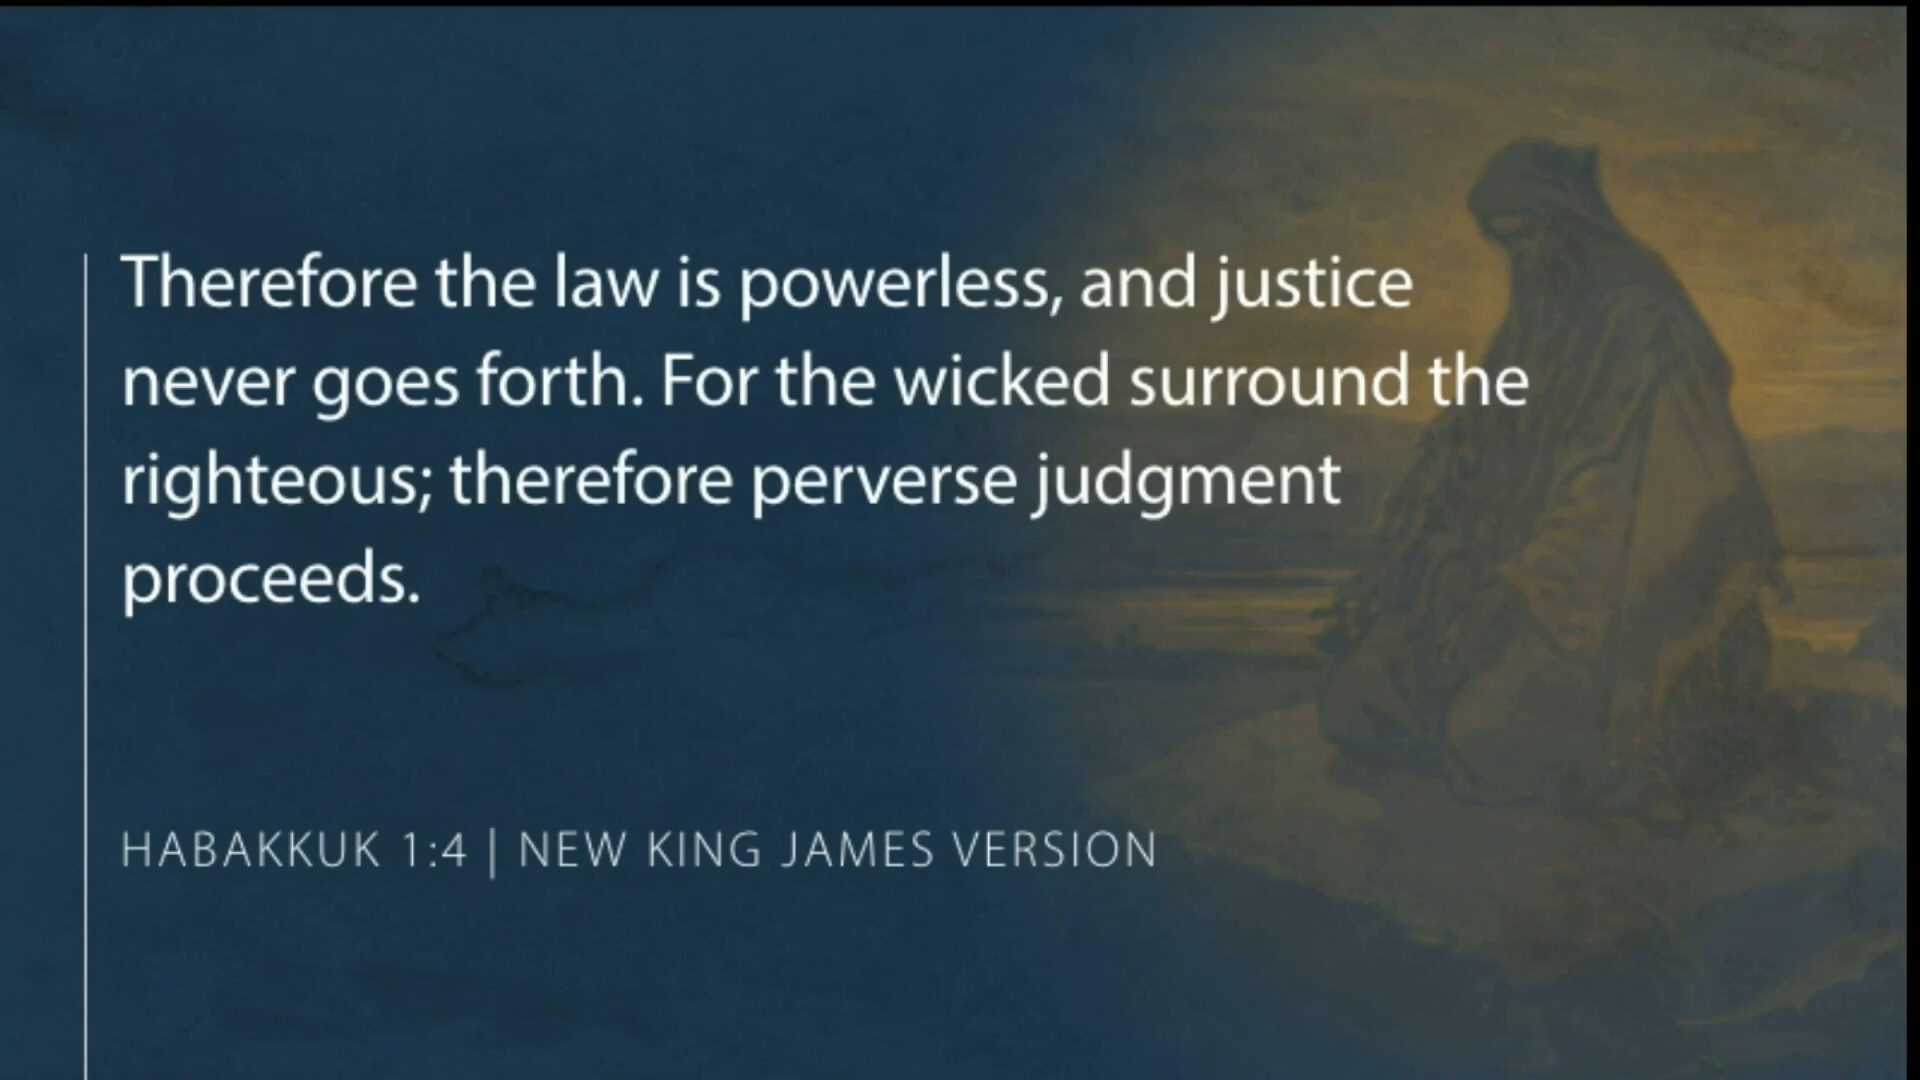 Therefore the law is powerless, and justice
never goes forth. For the wicked surround the
righteous; therefore perverse judgment
proceeds.
HABAKKUK 1:4 | NEW KING JAMES VERSION